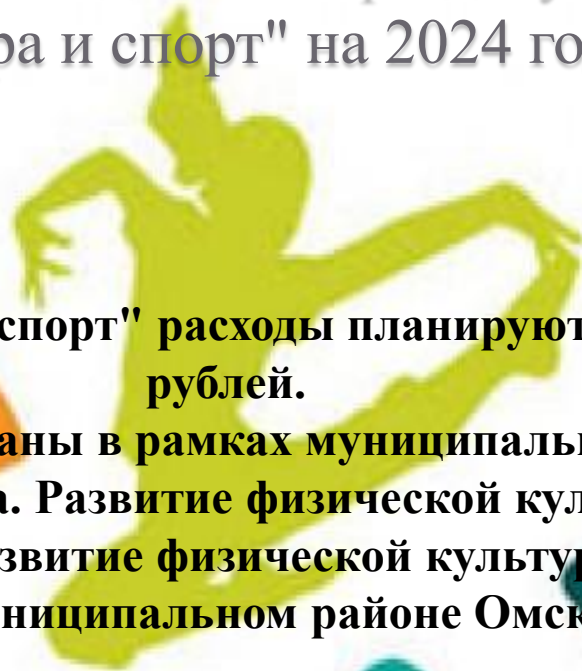 ра и спорт" на 2024 го
спорт" расходы планируют
рублей.
аны в рамках муниципальн
а. Развитие физической кул
звитие физической культур
ниципальном районе Омск